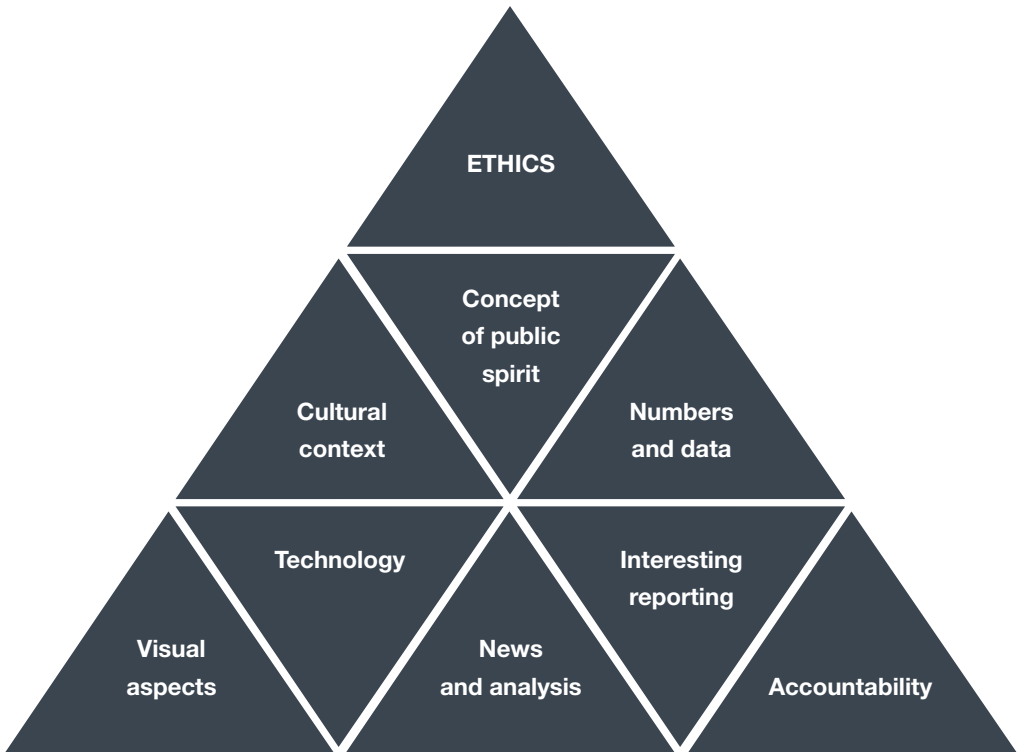 ETHICS
Concept
of public
spirit
Cultural
context
Numbers
and data
Technology
Interesting
reporting
Visual
aspects
News
and analysis
Accountability